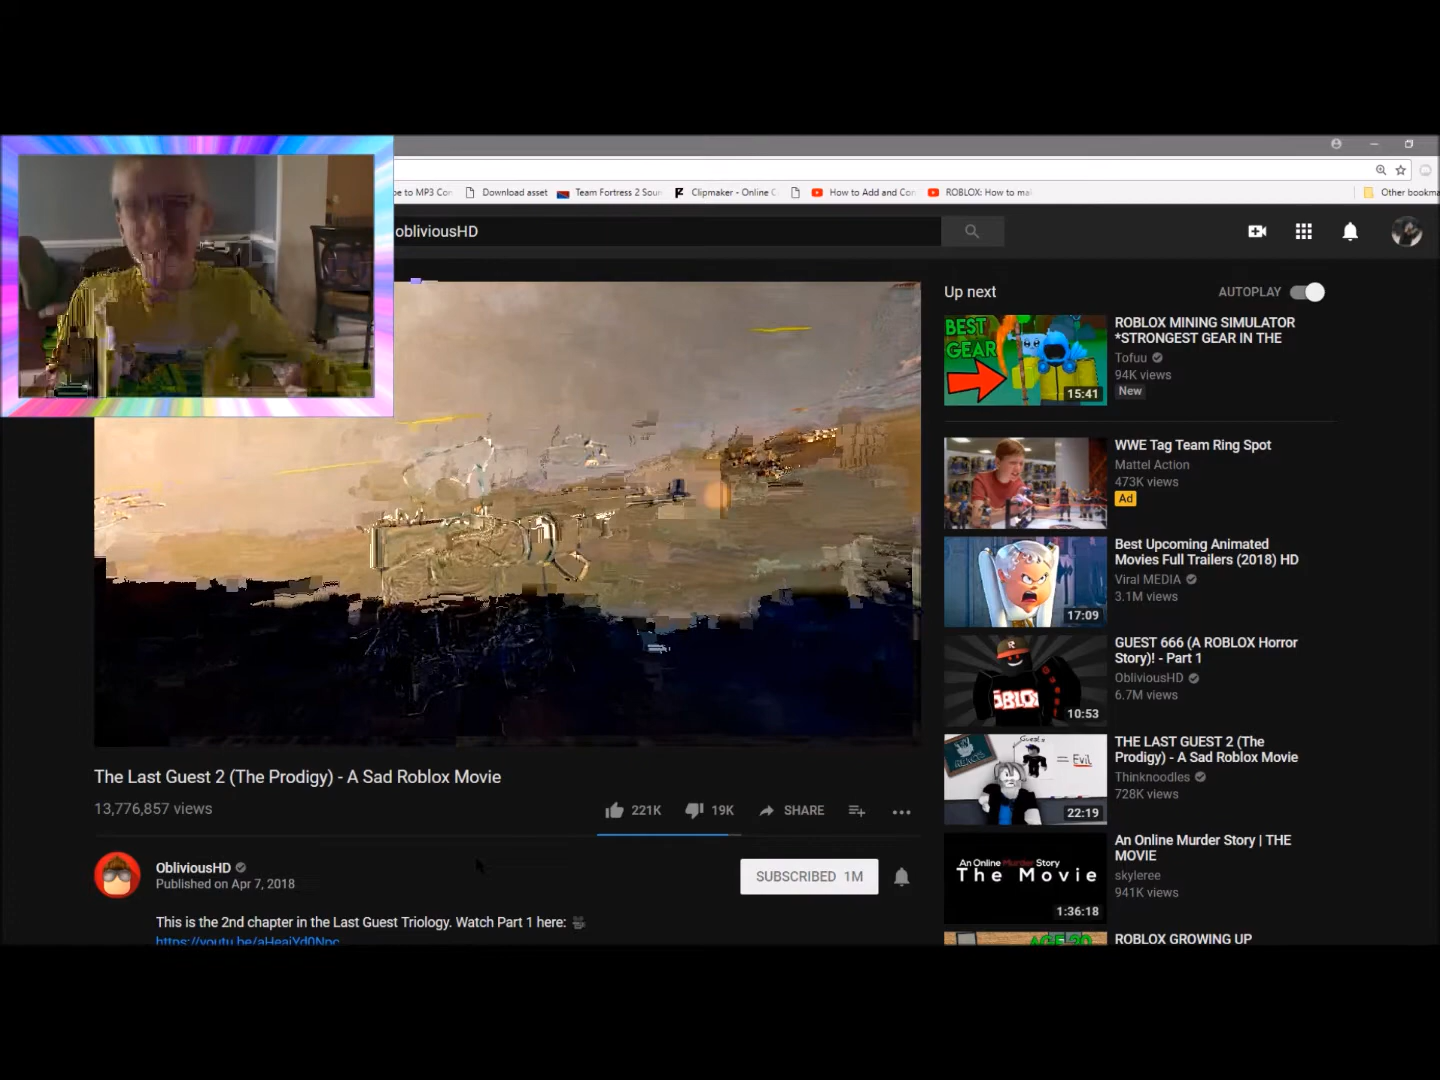 Download asset
Team Fortress 2 Soun
Clipmaker - Online C
How to Add and Con
ROBLOX: How to ma
Other bookma
obliviousHD
Up next
AUTOPLAY
BEST
GEAR
15:41
ROBLOX MINING SIMULATOR
*STRONGEST GEAR IN THE
Tofuu
94K views
New
WWE Tag Team Ring Spot
Mattel Action
473K views
Ad
17:09
Best Upcoming Animated
Movies Full Trailers (2018) HD
Viral MEDIA
3.1M views
10:53
GUEST 666 (A ROBLOX Horror
Story)! - Part 1
ObliviousHD
6.7M views
Guests
= Evil
22:19
THE LAST GUEST 2 (The
Prodigy) - A Sad Roblox Movie
Thinknoodles
728K views
An Online Murder Story
The Movie
1:36:18
An Online Murder Story | THE
MOVIE
skyleree
941K views
ROBLOX GROWING UP
The Last Guest 2 (The Prodigy) - A Sad Roblox Movie
13,776,857 views
221K
19K
SHARE
ObliviousHD
Published on Apr 7, 2018
SUBSCRIBED 1M
This is the 2nd chapter in the Last Guest Triology. Watch Part 1 here: